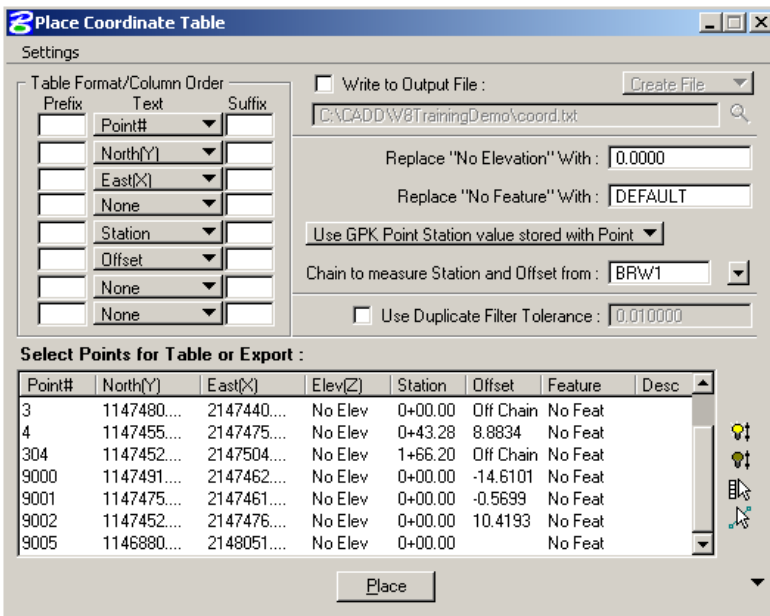 Place Coordinate Table
Settings
Table Format/Column Order
Prefix Text Suffix
Point#
North(Y)
East(X)
None
Station
Offset
None
None
Write to Output File :
Create File
C:\CADD\V8TrainingDemo\coord.txt
Replace "No Elevation" With : 0.0000
Replace "No Feature" With : DEFAULT
Use GPK Point Station value stored with Point
Chain to measure Station and Offset from : BRW1
Use Duplicate Filter Tolerance : 0.010000
Select Points for Table or Export :
Point# North(Y) East(X) Elev(Z) Station Offset Feature Desc
3 1147480.... 2147440.... No Elev 0+00.00 Off Chain No Feat
4 1147455.... 2147475.... No Elev 0+43.28 8.8834 No Feat
304 1147452.... 2147504.... No Elev 1+66.20 Off Chain No Feat
9000 1147491.... 2147462.... No Elev 0+00.00 -14.6101 No Feat
9001 1147475.... 2147461.... No Elev 0+00.00 -0.5699 No Feat
9002 1147452.... 2147476.... No Elev 0+00.00 10.4193 No Feat
9005 1146880.... 2148051.... No Elev 0+00.00 No Feat
Place